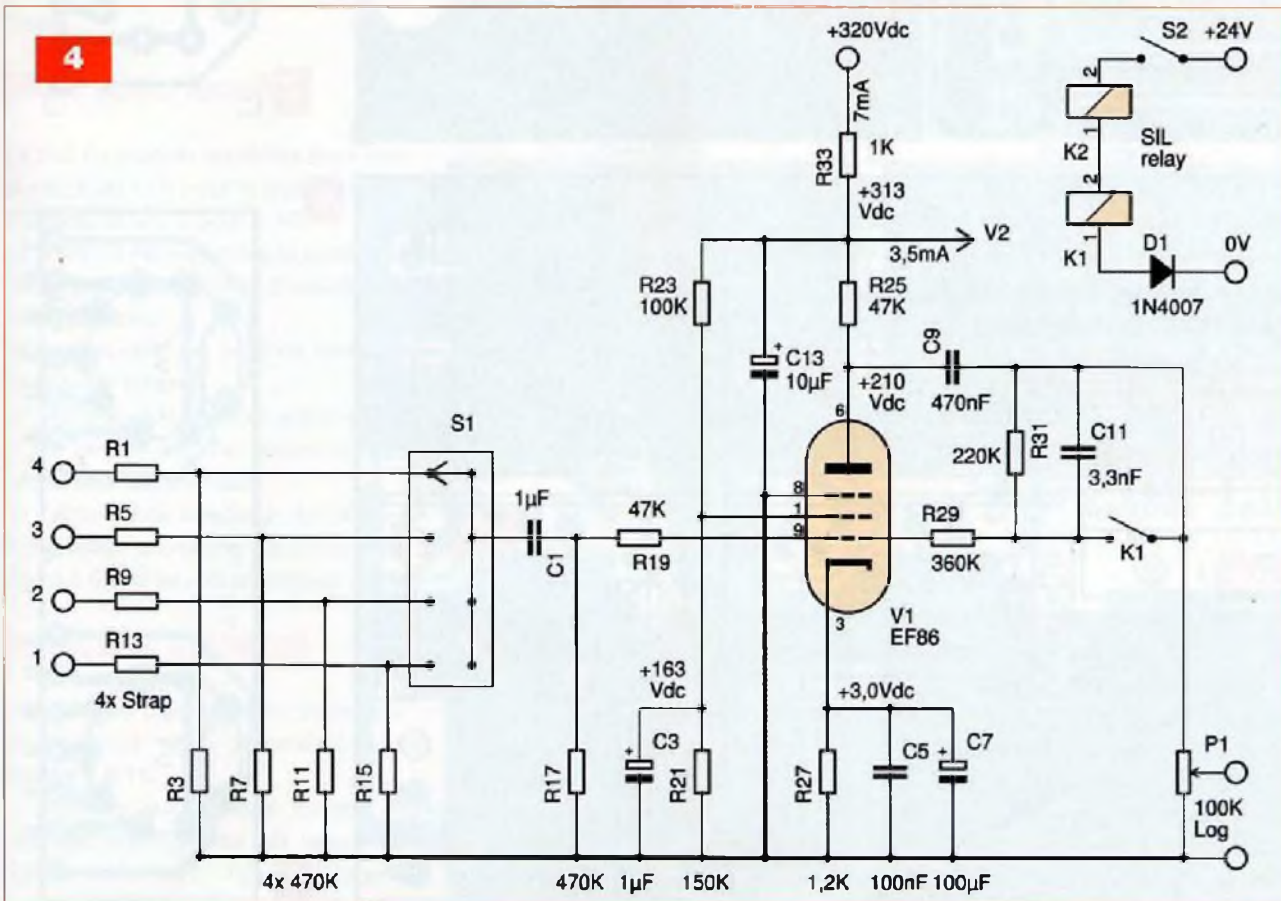 4
+320Vdc
S2 +24V
7mA
R33
1K
+313
Vdc
2
1
K2
SIL
relay
2
1
K1
D1
0V
1N4007
V2
3,5mA
R23
100K
R25
47K
C13
10µF
+
+210
Vdc
C9
470nF
R31
220K
C11
3,3nF
6
S1
4
R1
3
R5
2
R9
1
R13
4x Strap
1µF
C1
47K
R19
8
1
9
R29
360K
K1
V1
EF86
3
+163
Vdc
+3,0Vdc
R3
R7
R11
R15
R17
+
C3
R21
R27
C5
+
C7
P1
100K
Log
4x 470K
470K 1µF 150K
1,2K 100nF 100µF